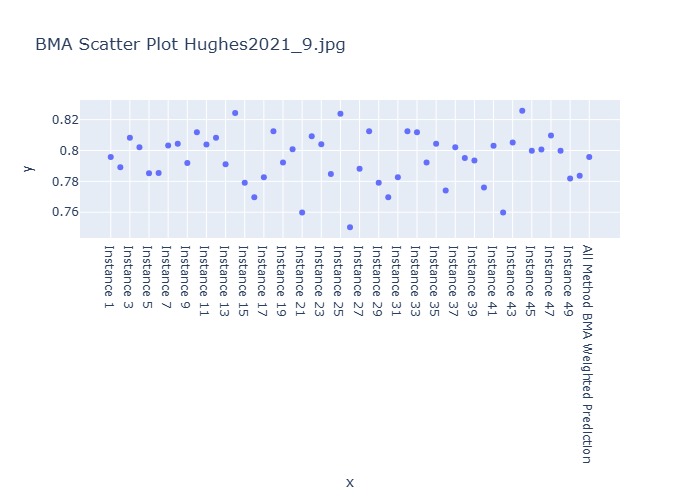 BMA Scatter Plot Hughes2021_9.jpg
0.82
0.8
0.78
0.76
y
Instance 1
Instance 3
Instance 5
Instance 7
Instance 9
Instance 11
Instance 13
Instance 15
Instance 17
Instance 19
Instance 21
Instance 23
Instance 25
Instance 27
Instance 29
Instance 31
Instance 33
Instance 35
Instance 37
Instance 39
Instance 41
Instance 43
Instance 45
Instance 47
Instance 49
All Method BMA Weighted Prediction
x